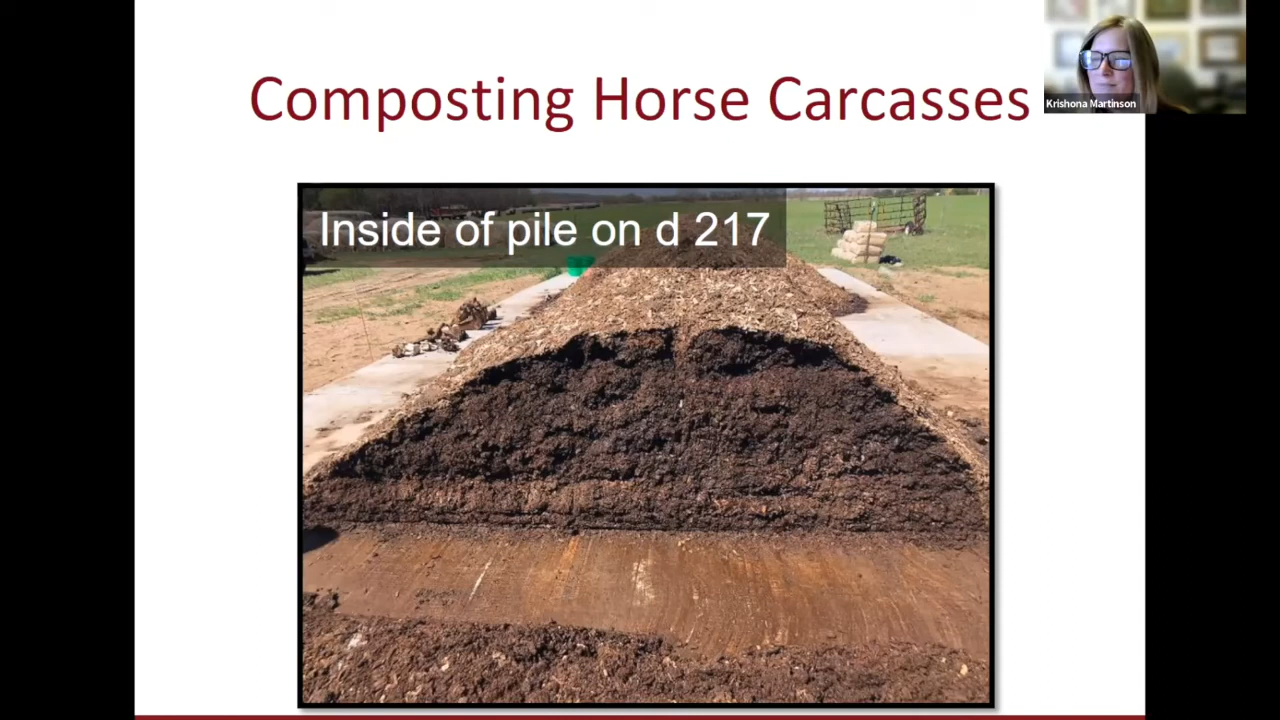 Composting Horse Carcasses
Krishona Martinson
Inside of pile on d 217